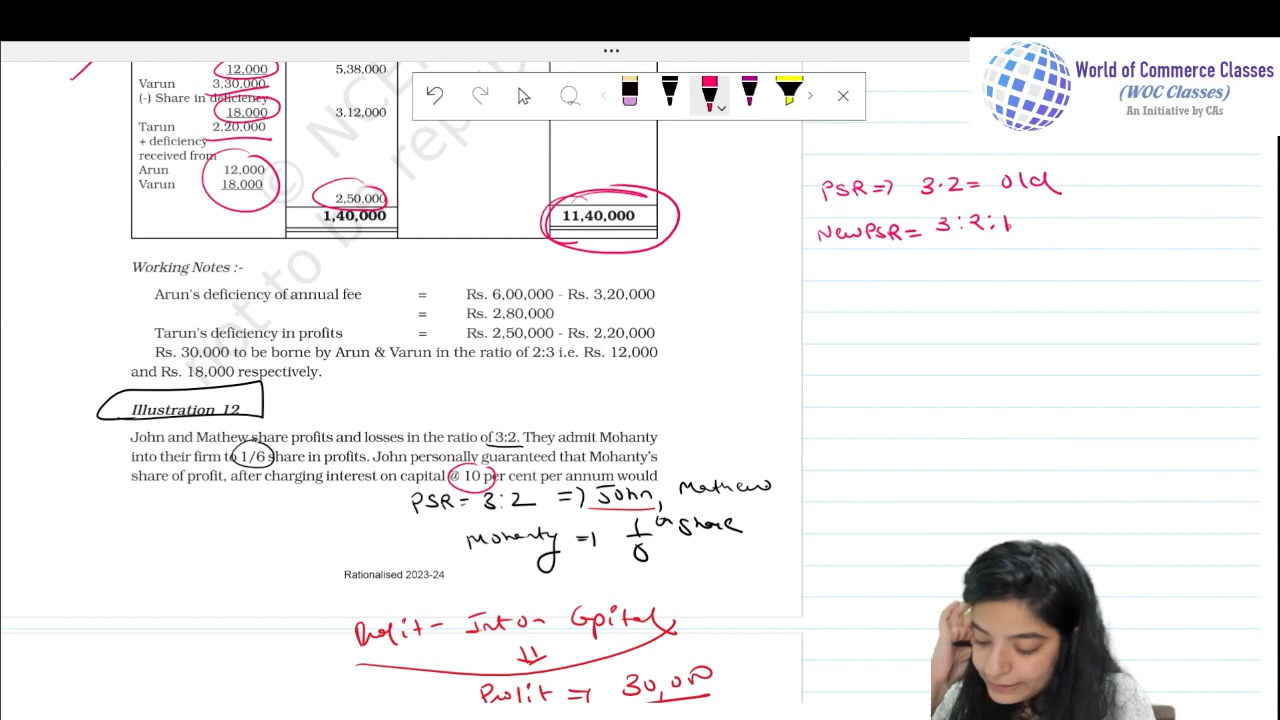 ...
World of Commerce Classes
(WOC Classes)
An Initiative by CAs
12,000 5,38,000
Varun 3,30,000
(-) Share in deficiency
18,000 3,12,000
Tarun 2,20,000
+ deficiency
received from
Arun 12,000
Varun 18,000
2,50,000
1,40,000 11,40,000
© NCERT
not to be rep
PSR => 3:2 = old
New PSR = 3:2:1
Working Notes :-
Arun's deficiency of annual fee = Rs. 6,00,000 - Rs. 3,20,000
= Rs. 2,80,000
Tarun's deficiency in profits = Rs. 2,50,000 - Rs. 2,20,000
Rs. 30,000 to be borne by Arun & Varun in the ratio of 2:3 i.e. Rs. 12,000
and Rs. 18,000 respectively.
Illustration 12
John and Mathew share profits and losses in the ratio of 3:2. They admit Mohanty
into their firm to 1/6 share in profits. John personally guaranteed that Mohanty's
share of profit, after charging interest on capital @ 10 per cent per annum would
PSR = 3:2 => John, Mathew
Mohanty => 1/6 share
Rationalised 2023-24
Profit - Int on Capital
Profit => 30,000